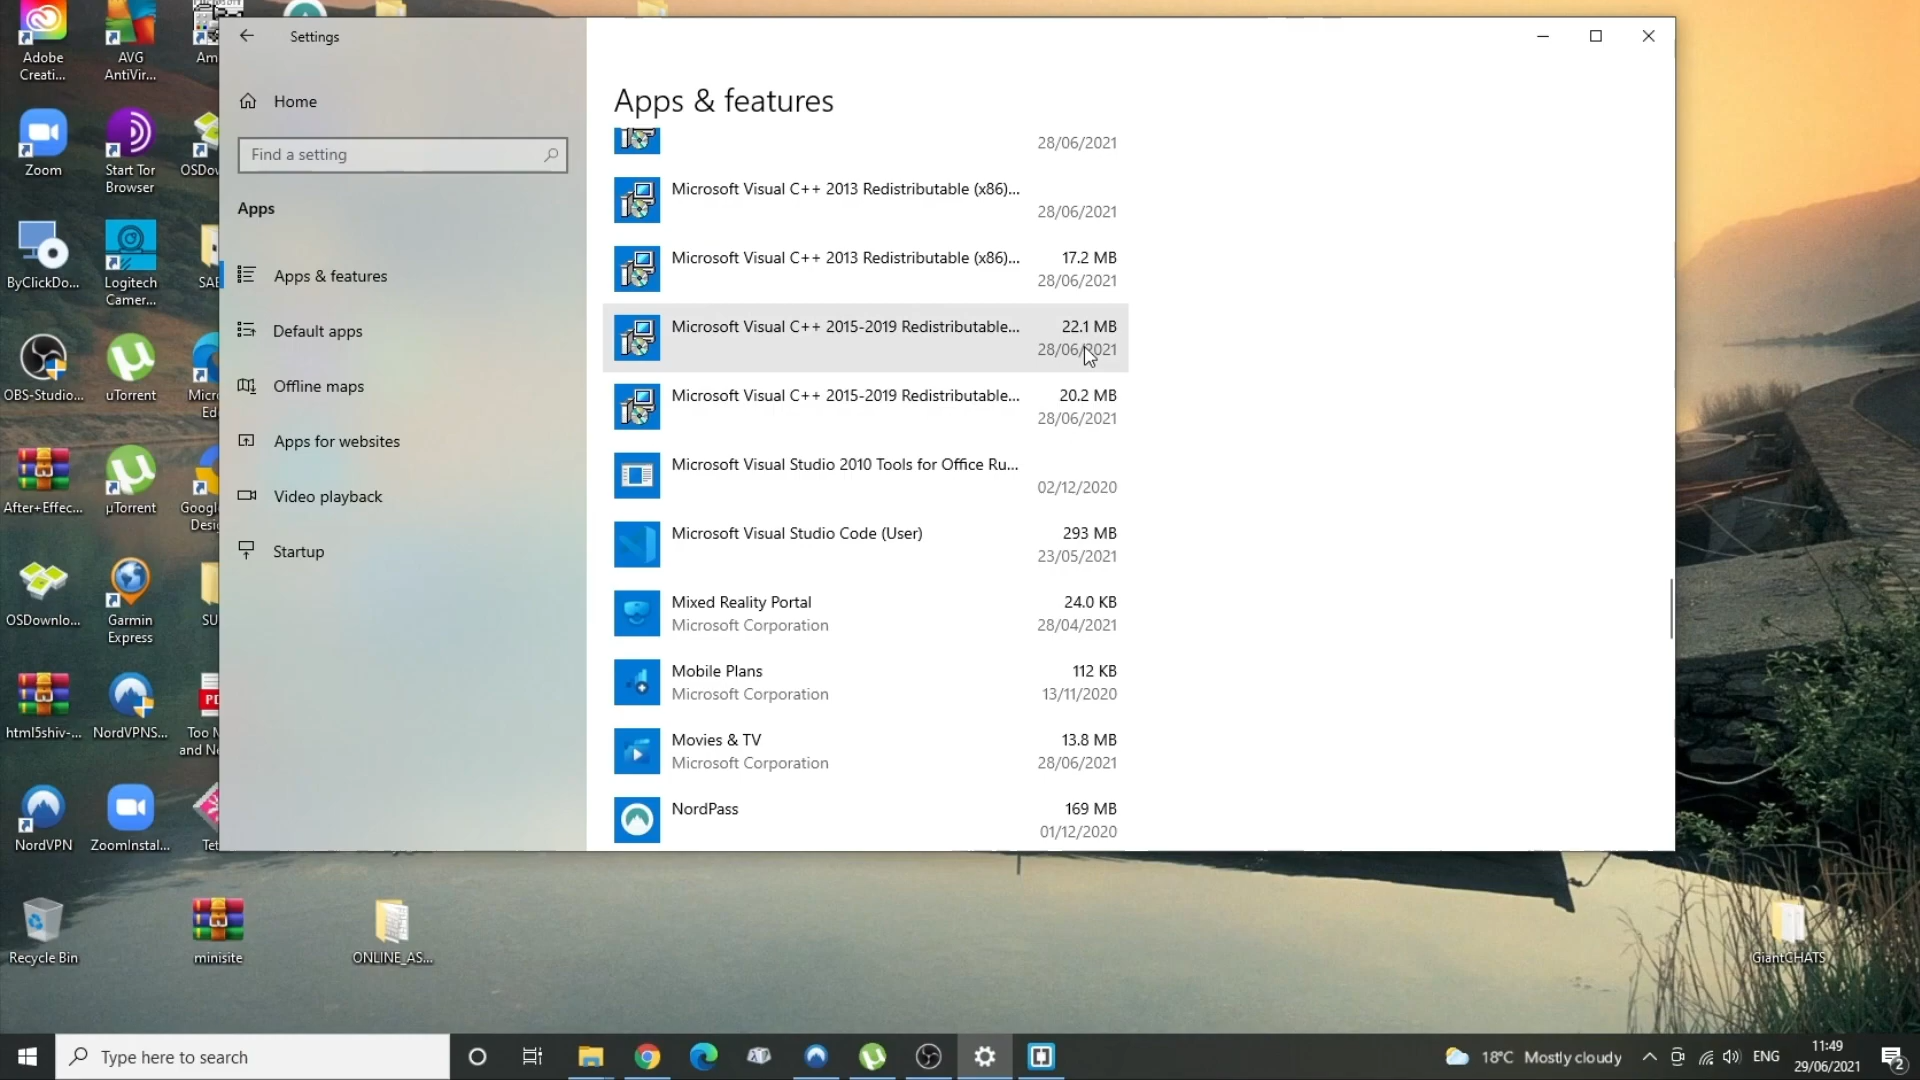 Settings
Home
Find a setting
Apps
Apps & features
Default apps
Offline maps
Apps for websites
Video playback
Startup
Apps & features
28/06/2021
Microsoft Visual C++ 2013 Redistributable (x86)...
28/06/2021
Microsoft Visual C++ 2013 Redistributable (x86)... 17.2 MB
28/06/2021
Microsoft Visual C++ 2015-2019 Redistributable... 22.1 MB
28/06/2021
Microsoft Visual C++ 2015-2019 Redistributable... 20.2 MB
28/06/2021
Microsoft Visual Studio 2010 Tools for Office Ru...
02/12/2020
Microsoft Visual Studio Code (User) 293 MB
23/05/2021
Mixed Reality Portal 24.0 KB
Microsoft Corporation 28/04/2021
Mobile Plans 112 KB
Microsoft Corporation 13/11/2020
Movies & TV 13.8 MB
Microsoft Corporation 28/06/2021
NordPass 169 MB
01/12/2020
Adobe
Creati...
AVG
AntiVir...
Am
Zoom
Start Tor
Browser
OSDow
ByClickDo...
Logitech
Camer...
SAE
OBS-Studio...
uTorrent
Micro
Ed
After+Effec...
µTorrent
Googl
Desi
OSDownlo...
Garmin
Express
SU
html5shiv-...
NordVPNS...
Too M
and Ne
NordVPN
ZoomInstal...
Tet
Recycle Bin
minisite
ONLINE_AS...
GiantCHATS
Type here to search
18°C Mostly cloudy
ENG
11:49
29/06/2021
2